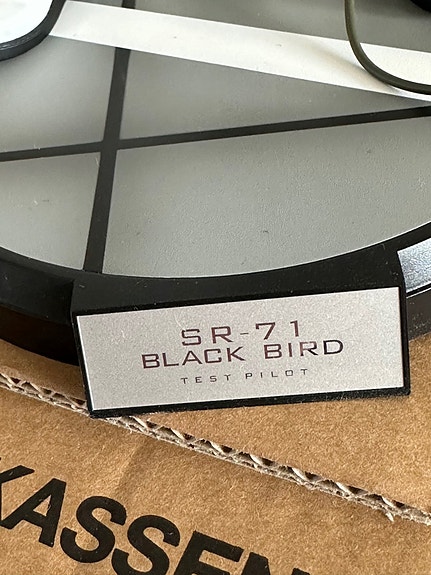 SR-71
BLACK BIRD
TEST PILOT
KASSEN